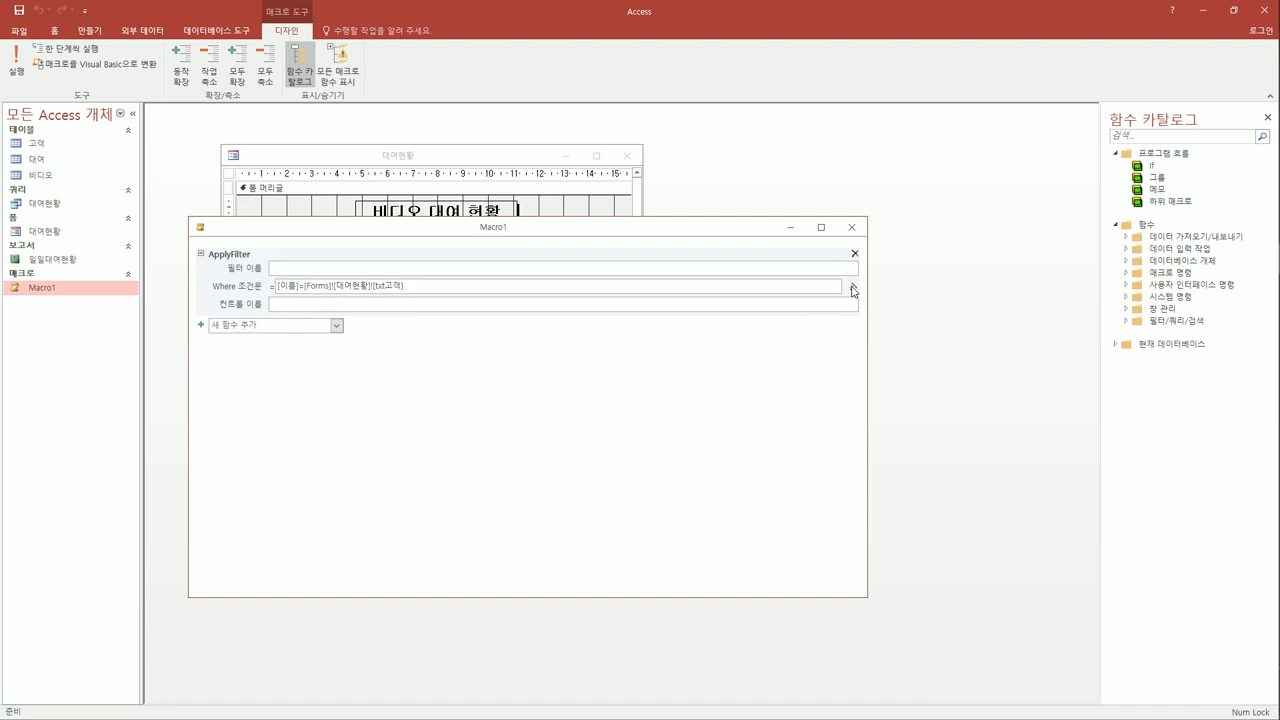 매크로 도구
Access
?
파일 홈 만들기 외부 데이터 데이터베이스 도구 디자인 수행할 작업을 알려 주세요. 로그인
실행
한 단계씩 실행
매크로를 Visual Basic으로 변환
도구
동작 확장
작업 축소
모두 확장
모두 축소
확장/축소
함수 카탈로그
모든 매크로 함수 표시
표시/숨기기
모든 Access 개체
테이블
고객
대여
비디오
쿼리
대여현황
폼
대여현황
보고서
일일대여현황
매크로
Macro1
대여현황
1 2 3 4 5 6 7 8 9 10 11 12 13 14 15
폼 머리글
비디오 대여 현황
Macro1
ApplyFilter
필터 이름
Where 조건문 = [이름]=[Forms]![대여현황]![txt고객]
컨트롤 이름
새 함수 추가
함수 카탈로그
검색...
프로그램 흐름
If
그룹
메모
하위 매크로
함수
데이터 가져오기/내보내기
데이터 입력 작업
데이터베이스 개체
매크로 명령
사용자 인터페이스 명령
시스템 명령
창 관리
필터/쿼리/검색
현재 데이터베이스
준비
Num Lock